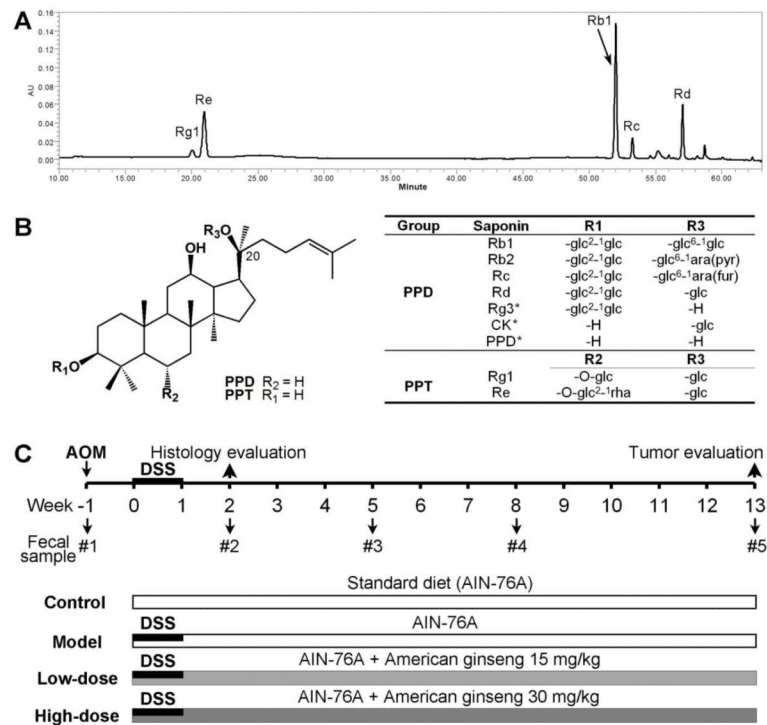 A
0.16
0.14
0.12
0.10
0.08
0.06
0.04
0.02
0.00
AU
Rg1
Re
Rb1
Rc
Rd
10.00 15.00 20.00 25.00 30.00 35.00 40.00 45.00 50.00 55.00 60.00
Minute
B
R₃O
OH
20
R₁O
R₂
PPD R₂ = H
PPT R₁ = H
Group Saponin R1 R3
PPD
Rb1 -glc²⁻¹glc -glc⁶⁻¹glc
Rb2 -glc²⁻¹glc -glc⁶⁻¹ara(pyr)
Rc -glc²⁻¹glc -glc⁶⁻¹ara(fur)
Rd -glc²⁻¹glc -glc
Rg3* -glc²⁻¹glc -H
CK* -H -glc
PPD* -H -H
R2 R3
PPT
Rg1 -O-glc -glc
Re -O-glc²⁻¹rha -glc
C
AOM
DSS
Histology evaluation
Tumor evaluation
Week -1 0 1 2 3 4 5 6 7 8 9 10 11 12 13
Fecal
sample
#1 #2 #3 #4 #5
Standard diet (AIN-76A)
Control
DSS AIN-76A
Model
DSS AIN-76A + American ginseng 15 mg/kg
Low-dose
DSS AIN-76A + American ginseng 30 mg/kg
High-dose